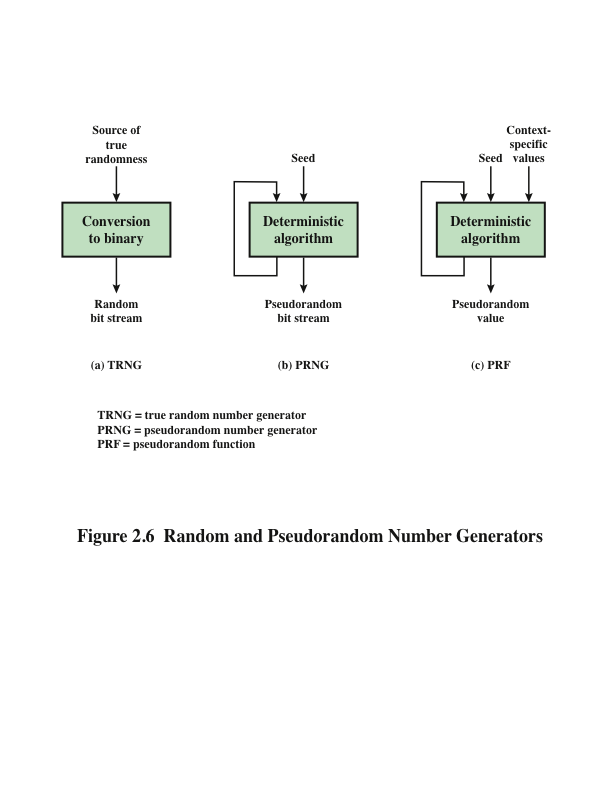 Source of
true
randomness
Conversion
to binary
Random
bit stream
(a) TRNG
Seed
Deterministic
algorithm
Pseudorandom
bit stream
(b) PRNG
Context-
specific
Seed values
Deterministic
algorithm
Pseudorandom
value
(c) PRF
TRNG = true random number generator
PRNG = pseudorandom number generator
PRF = pseudorandom function
Figure 2.6 Random and Pseudorandom Number Generators